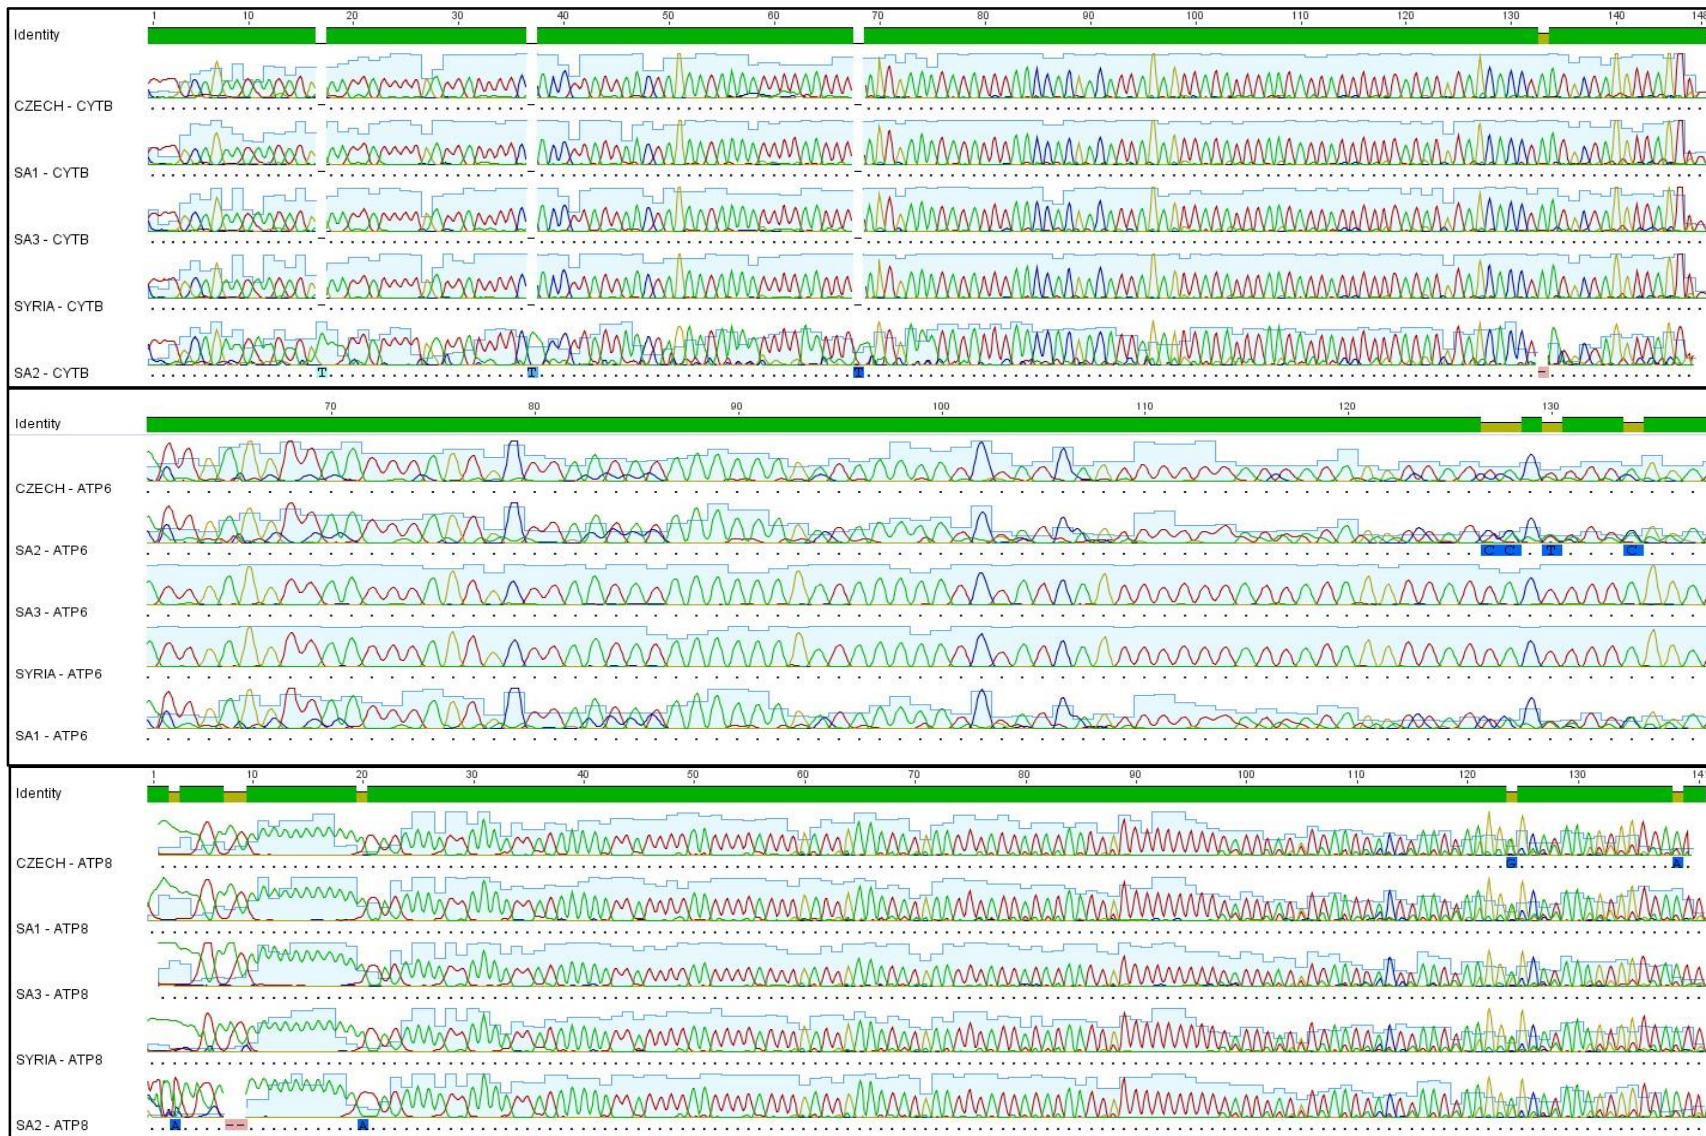 1 10 20 30 40 50 60 70 80 90 100 110 120 130 140 148
Identity
CZECH - CYTB
SA1 - CYTB
SA3 - CYTB
SYRIA - CYTB
SA2 - CYTB T T T -
70 80 90 100 110 120 130
Identity
CZECH - ATP6
SA2 - ATP6 C C T C
SA3 - ATP6
SYRIA - ATP6
SA1 - ATP6
1 10 20 30 40 50 60 70 80 90 100 110 120 130 141
Identity
CZECH - ATP8 G A
SA1 - ATP8
SA3 - ATP8
SYRIA - ATP8
SA2 - ATP8 A -- A